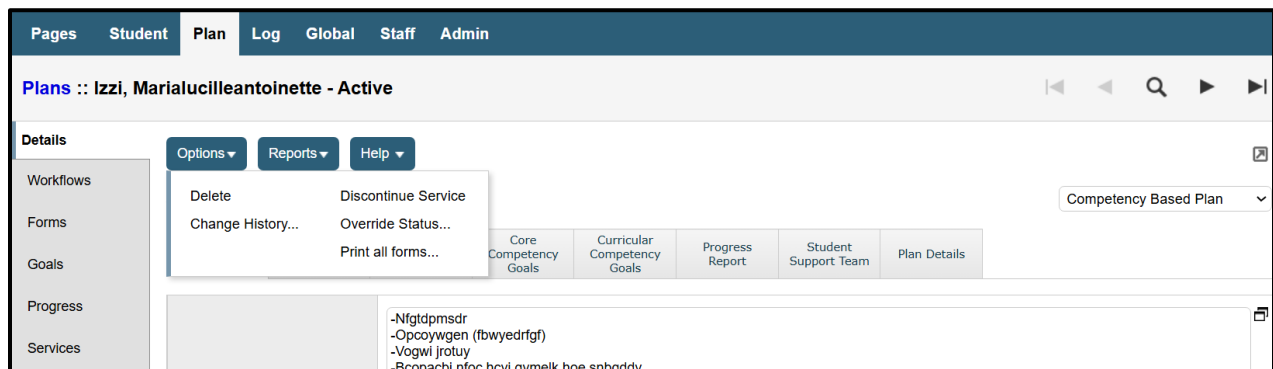 Pages Student Plan Log Global Staff Admin
Plans :: Izzi, Marialucilleantoinette - Active
Details
Workflows
Forms
Goals
Progress
Services
Options Reports Help
Delete Discontinue Service
Change History... Override Status...
Print all forms...
Competency Based Plan
Core Competency Goals
Curricular Competency Goals
Progress Report
Student Support Team
Plan Details
-Nfgtdpmsdr
-Opcoywgen (fbwyedrfgf)
-Vogwi jrotuy